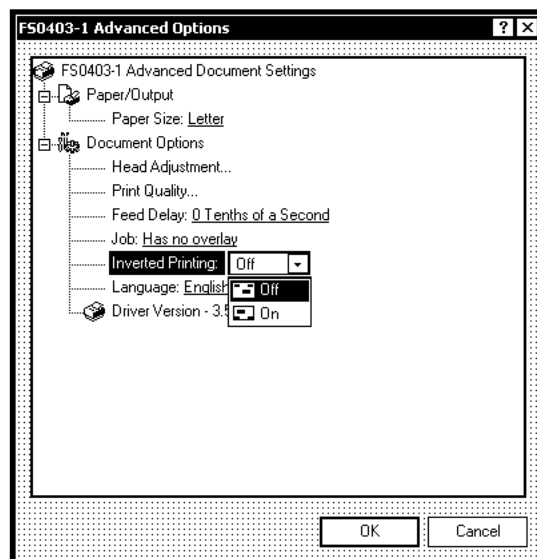 FS0403-1 Advanced Options
FS0403-1 Advanced Document Settings
Paper/Output
Paper Size: Letter
Document Options
Head Adjustment...
Print Quality...
Feed Delay: 0 Tenths of a Second
Job: Has no overlay
Inverted Printing: Off
Off
Language: English
Driver Version - 3.5
On
OK Cancel